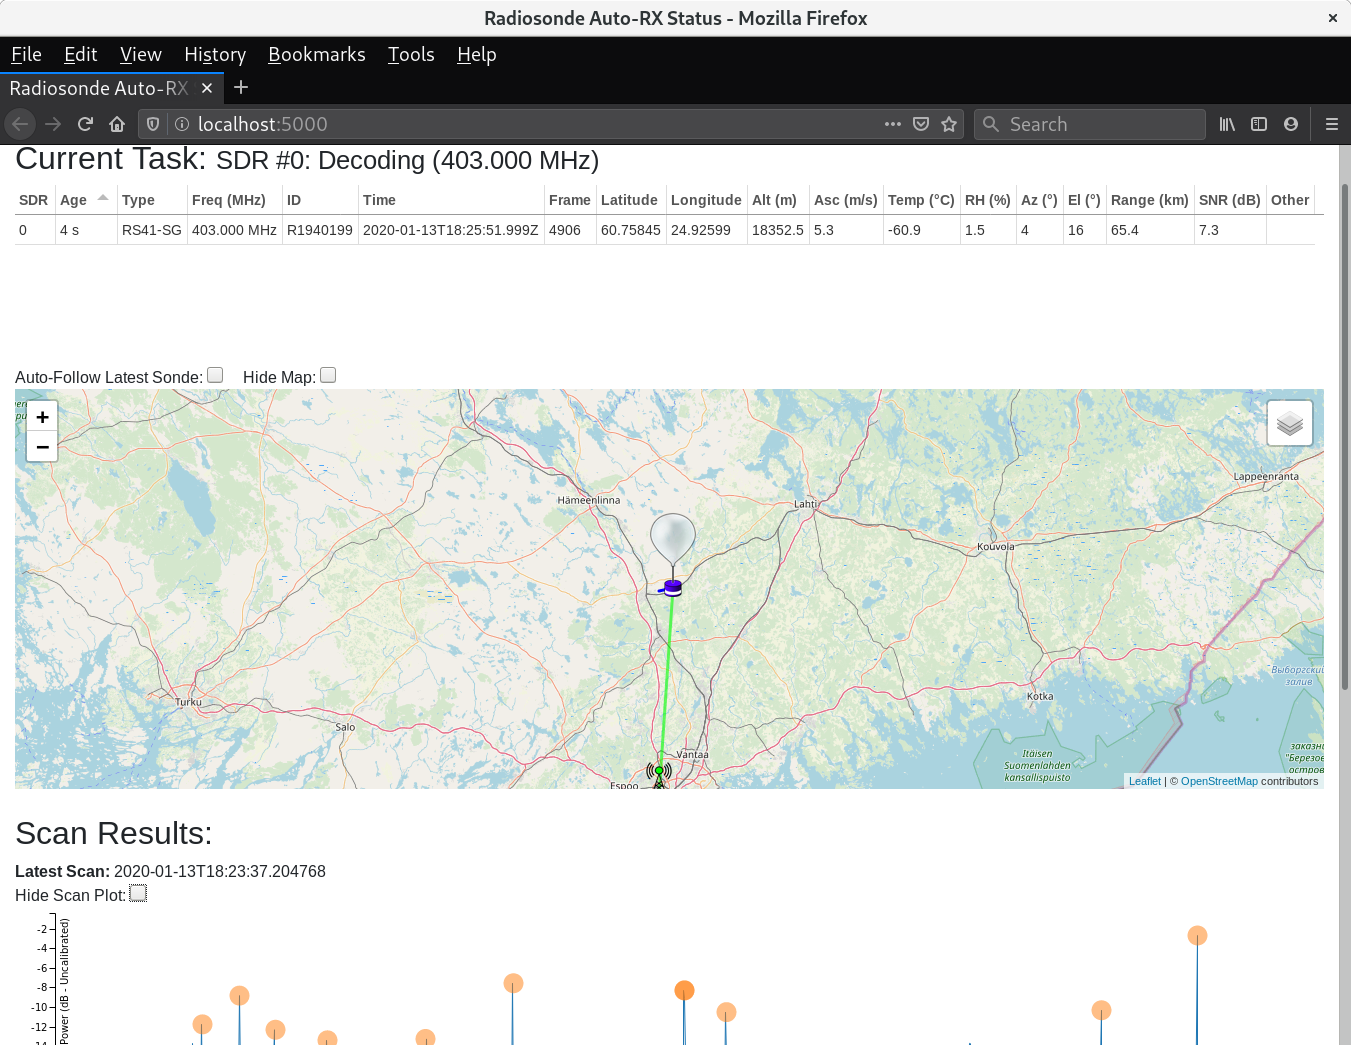 Radiosonde Auto-RX Status - Mozilla Firefox
File Edit View History Bookmarks Tools Help
Radiosonde Auto-RX
localhost:5000
Search
Current Task: SDR #0: Decoding (403.000 MHz)
SDR Age Type Freq (MHz) ID Time Frame Latitude Longitude Alt (m) Asc (m/s) Temp (°C) RH (%) Az (°) El (°) Range (km) SNR (dB) Other
0 4 s RS41-SG 403.000 MHz R1940199 2020-01-13T18:25:51.999Z 4906 60.75845 24.92599 18352.5 5.3 -60.9 1.5 4 16 65.4 7.3
Auto-Follow Latest Sonde: Hide Map:
+
−
Lappeenranta
Hämeenlinna
Lahti
Kouvola
Выборгский
залив
Kotka
Turku
Salo
Vantaa
Itäisen
Suomenlahden
kansallispuisto
Espoo
Leaflet | © OpenStreetMap contributors
Scan Results:
Latest Scan: 2020-01-13T18:23:37.204768
Hide Scan Plot:
Power (dB - Uncalibrated)
-2
-4
-6
-8
-10
-12
-14